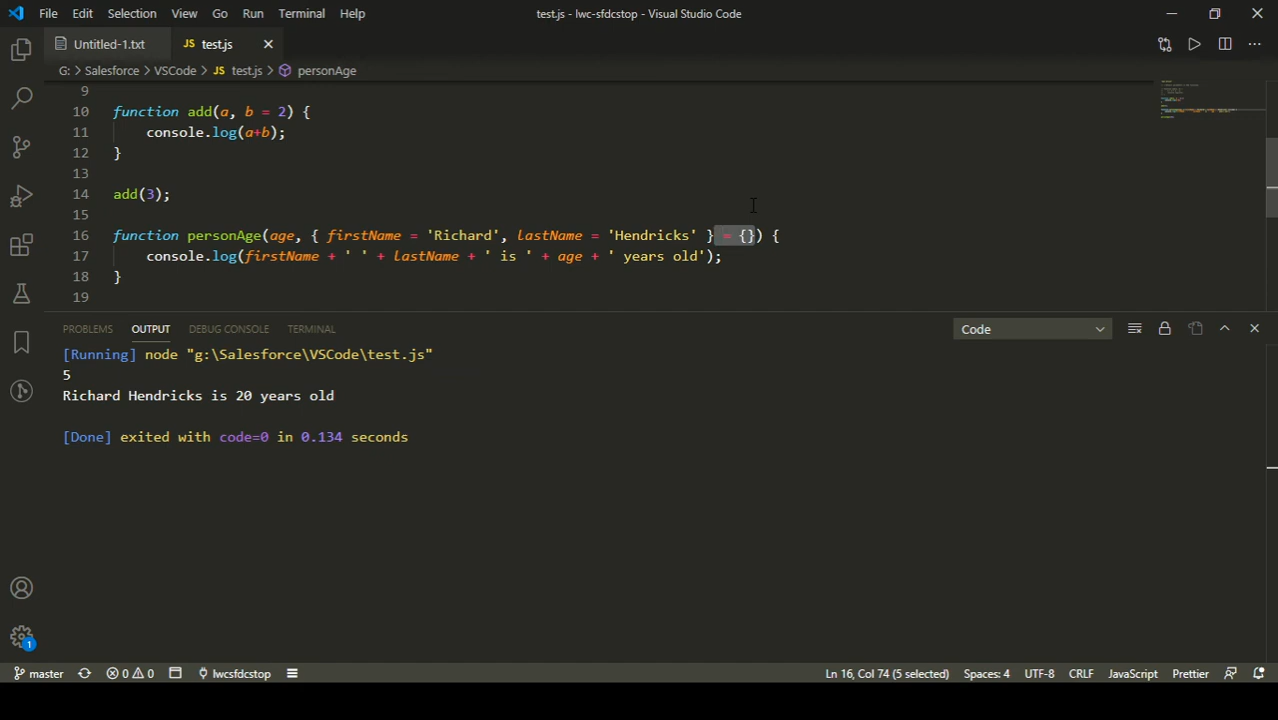 File Edit Selection View Go Run Terminal Help test.js - lwc-sfdcstop - Visual Studio Code
Untitled-1.txt JS test.js
G: > Salesforce > VSCode > JS test.js > personAge
9
10 function add(a, b = 2) {
11 console.log(a+b);
12 }
13
14 add(3);
15
16 function personAge(age, { firstName = 'Richard', lastName = 'Hendricks' } = {}) {
17 console.log(firstName + ' ' + lastName + ' is ' + age + ' years old');
18 }
19
PROBLEMS OUTPUT DEBUG CONSOLE TERMINAL Code
[Running] node "g:\Salesforce\VSCode\test.js"
5
Richard Hendricks is 20 years old
[Done] exited with code=0 in 0.134 seconds
1
master 0 0 lwcsfdcstop Ln 16, Col 74 (5 selected) Spaces: 4 UTF-8 CRLF JavaScript Prettier